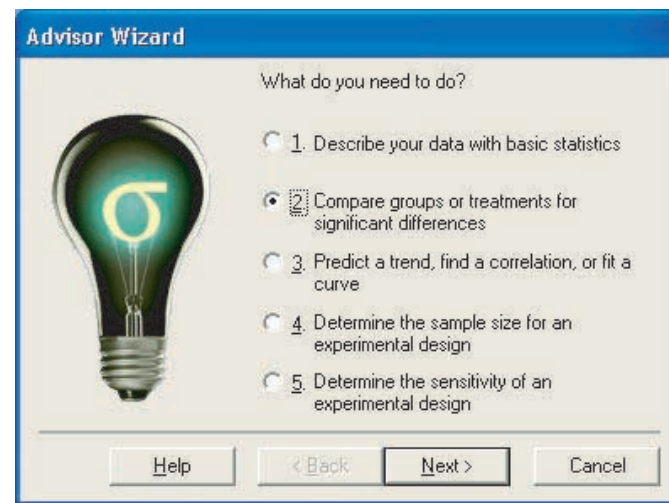 Advisor Wizard
What do you need to do?
1. Describe your data with basic statistics
2. Compare groups or treatments for
significant differences
3. Predict a trend, find a correlation, or fit a
curve
4. Determine the sample size for an
experimental design
5. Determine the sensitivity of an
experimental design
σ
Help < Back Next > Cancel